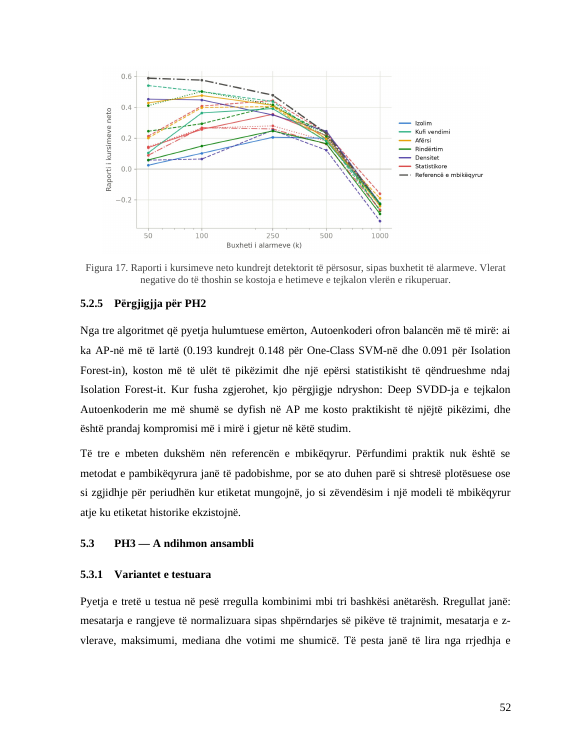 0.6
0.4
0.2
0.0
−0.2
Raporti i kursimeve neto
50
100
250
500
1000
Buxheti i alarmeve (k)
Izolim
Kufi vendimi
Afërsi
Rindërtim
Densitet
Statistikore
Referencë e mbikëqyrur
Figura 17. Raporti i kursimeve neto kundrejt detektorit të përsosur, sipas buxhetit të alarmeve. Vlerat
negative do të thoshin se kostoja e hetimeve e tejkalon vlerën e rikuperuar.
5.2.5 Përgjigjja për PH2
Nga tre algoritmet që pyetja hulumtuese emërton, Autoenkoderi ofron balancën më të mirë: ai
ka AP-në më të lartë (0.193 kundrejt 0.148 për One-Class SVM-në dhe 0.091 për Isolation
Forest-in), koston më të ulët të pikëzimit dhe një epërsi statistikisht të qëndrueshme ndaj
Isolation Forest-it. Kur fusha zgjerohet, kjo përgjigje ndryshon: Deep SVDD-ja e tejkalon
Autoenkoderin me më shumë se dyfish në AP me kosto praktikisht të njëjtë pikëzimi, dhe
është prandaj kompromisi më i mirë i gjetur në këtë studim.
Të tre e mbeten dukshëm nën referencën e mbikëqyrur. Përfundimi praktik nuk është se
metodat e pambikëqyrura janë të padobishme, por se ato duhen parë si shtresë plotësuese ose
si zgjidhje për periudhën kur etiketat mungojnë, jo si zëvendësim i një modeli të mbikëqyrur
atje ku etiketat historike ekzistojnë.
5.3 PH3 — A ndihmon ansambli
5.3.1 Variantet e testuara
Pyetja e tretë u testua në pesë rregulla kombinimi mbi tri bashkësi anëtarësh. Rregullat janë:
mesatarja e rangjeve të normalizuara sipas shpërndarjes së pikëve të trajnimit, mesatarja e z-
vlerave, maksimumi, mediana dhe votimi me shumicë. Të pesta janë të lira nga rrjedhja e
52